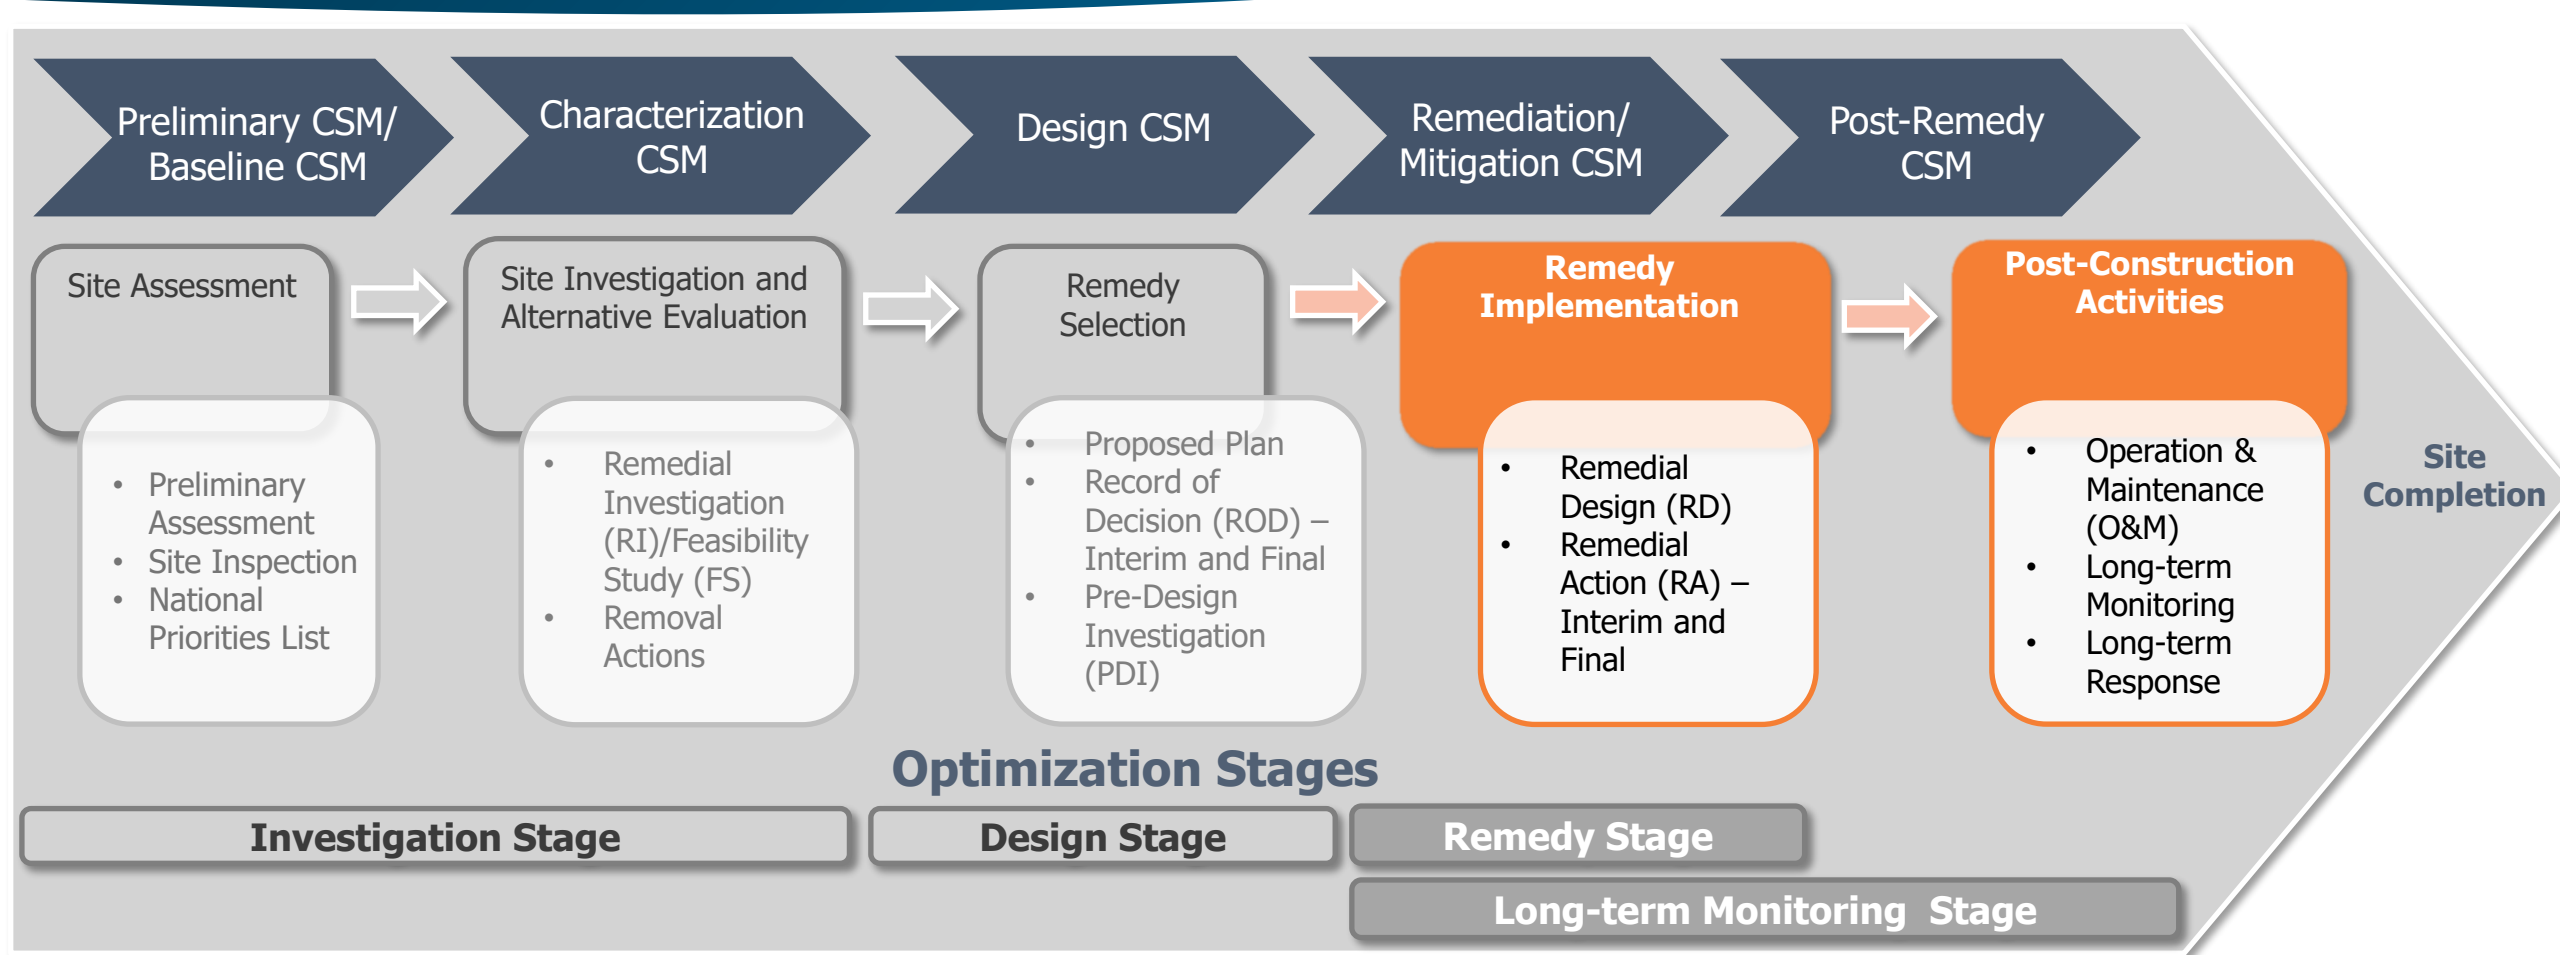 Preliminary CSM/
Baseline CSM
Characterization
CSM
Design CSM
Remediation/
Mitigation CSM
Post-Remedy
CSM
Site Assessment
Site Investigation and
Alternative Evaluation
Remedy
Selection
Remedy
Implementation
Post-Construction
Activities
• Preliminary
Assessment
• Site Inspection
• National
Priorities List
• Remedial
Investigation
(RI)/Feasibility
Study (FS)
• Removal
Actions
• Proposed Plan
• Record of
Decision (ROD) –
Interim and Final
• Pre-Design
Investigation
(PDI)
• Remedial
Design (RD)
• Remedial
Action (RA) –
Interim and
Final
• Operation &
Maintenance
(O&M)
• Long-term
Monitoring
• Long-term
Response
Site
Completion
Optimization Stages
Investigation Stage
Design Stage
Remedy Stage
Long-term Monitoring Stage